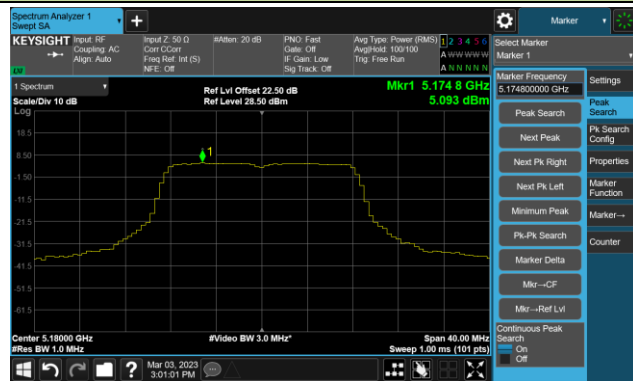 Spectrum Analyzer 1
Swept SA
Marker
KEYSIGHT
Input: RF
Coupling: AC
Align: Auto
Input Z: 50 Ω
Corr CCorr
Freq Ref: Int (S)
NFE: Off
#Atten: 20 dB
PNO: Fast
Gate: Off
IF Gain: Low
Sig Track: Off
Avg Type: Power (RMS)
Avg|Hold: 100/100
Trig: Free Run
1 2 3 4 5 6
A W W W W W
A N N N N N
LXI
Select Marker
Marker 1
1 Spectrum
Scale/Div 10 dB
Log
Ref Lvl Offset 22.50 dB
Ref Level 28.50 dBm
Mkr1 5.174 8 GHz
5.093 dBm
1
18.5
8.50
-1.50
-11.5
-21.5
-31.5
-41.5
-51.5
-61.5
Center 5.18000 GHz
#Res BW 1.0 MHz
#Video BW 3.0 MHz*
Span 40.00 MHz
Sweep 1.00 ms (101 pts)
Marker Frequency
5.174800000 GHz
Peak Search
Next Peak
Next Pk Right
Next Pk Left
Minimum Peak
Pk-Pk Search
Marker Delta
Mkr→CF
Mkr→Ref Lvl
Continuous Peak
Search
On
Off
Settings
Peak
Search
Pk Search
Config
Properties
Marker
Function
Marker→
Counter
?
Mar 03, 2023
3:01:01 PM